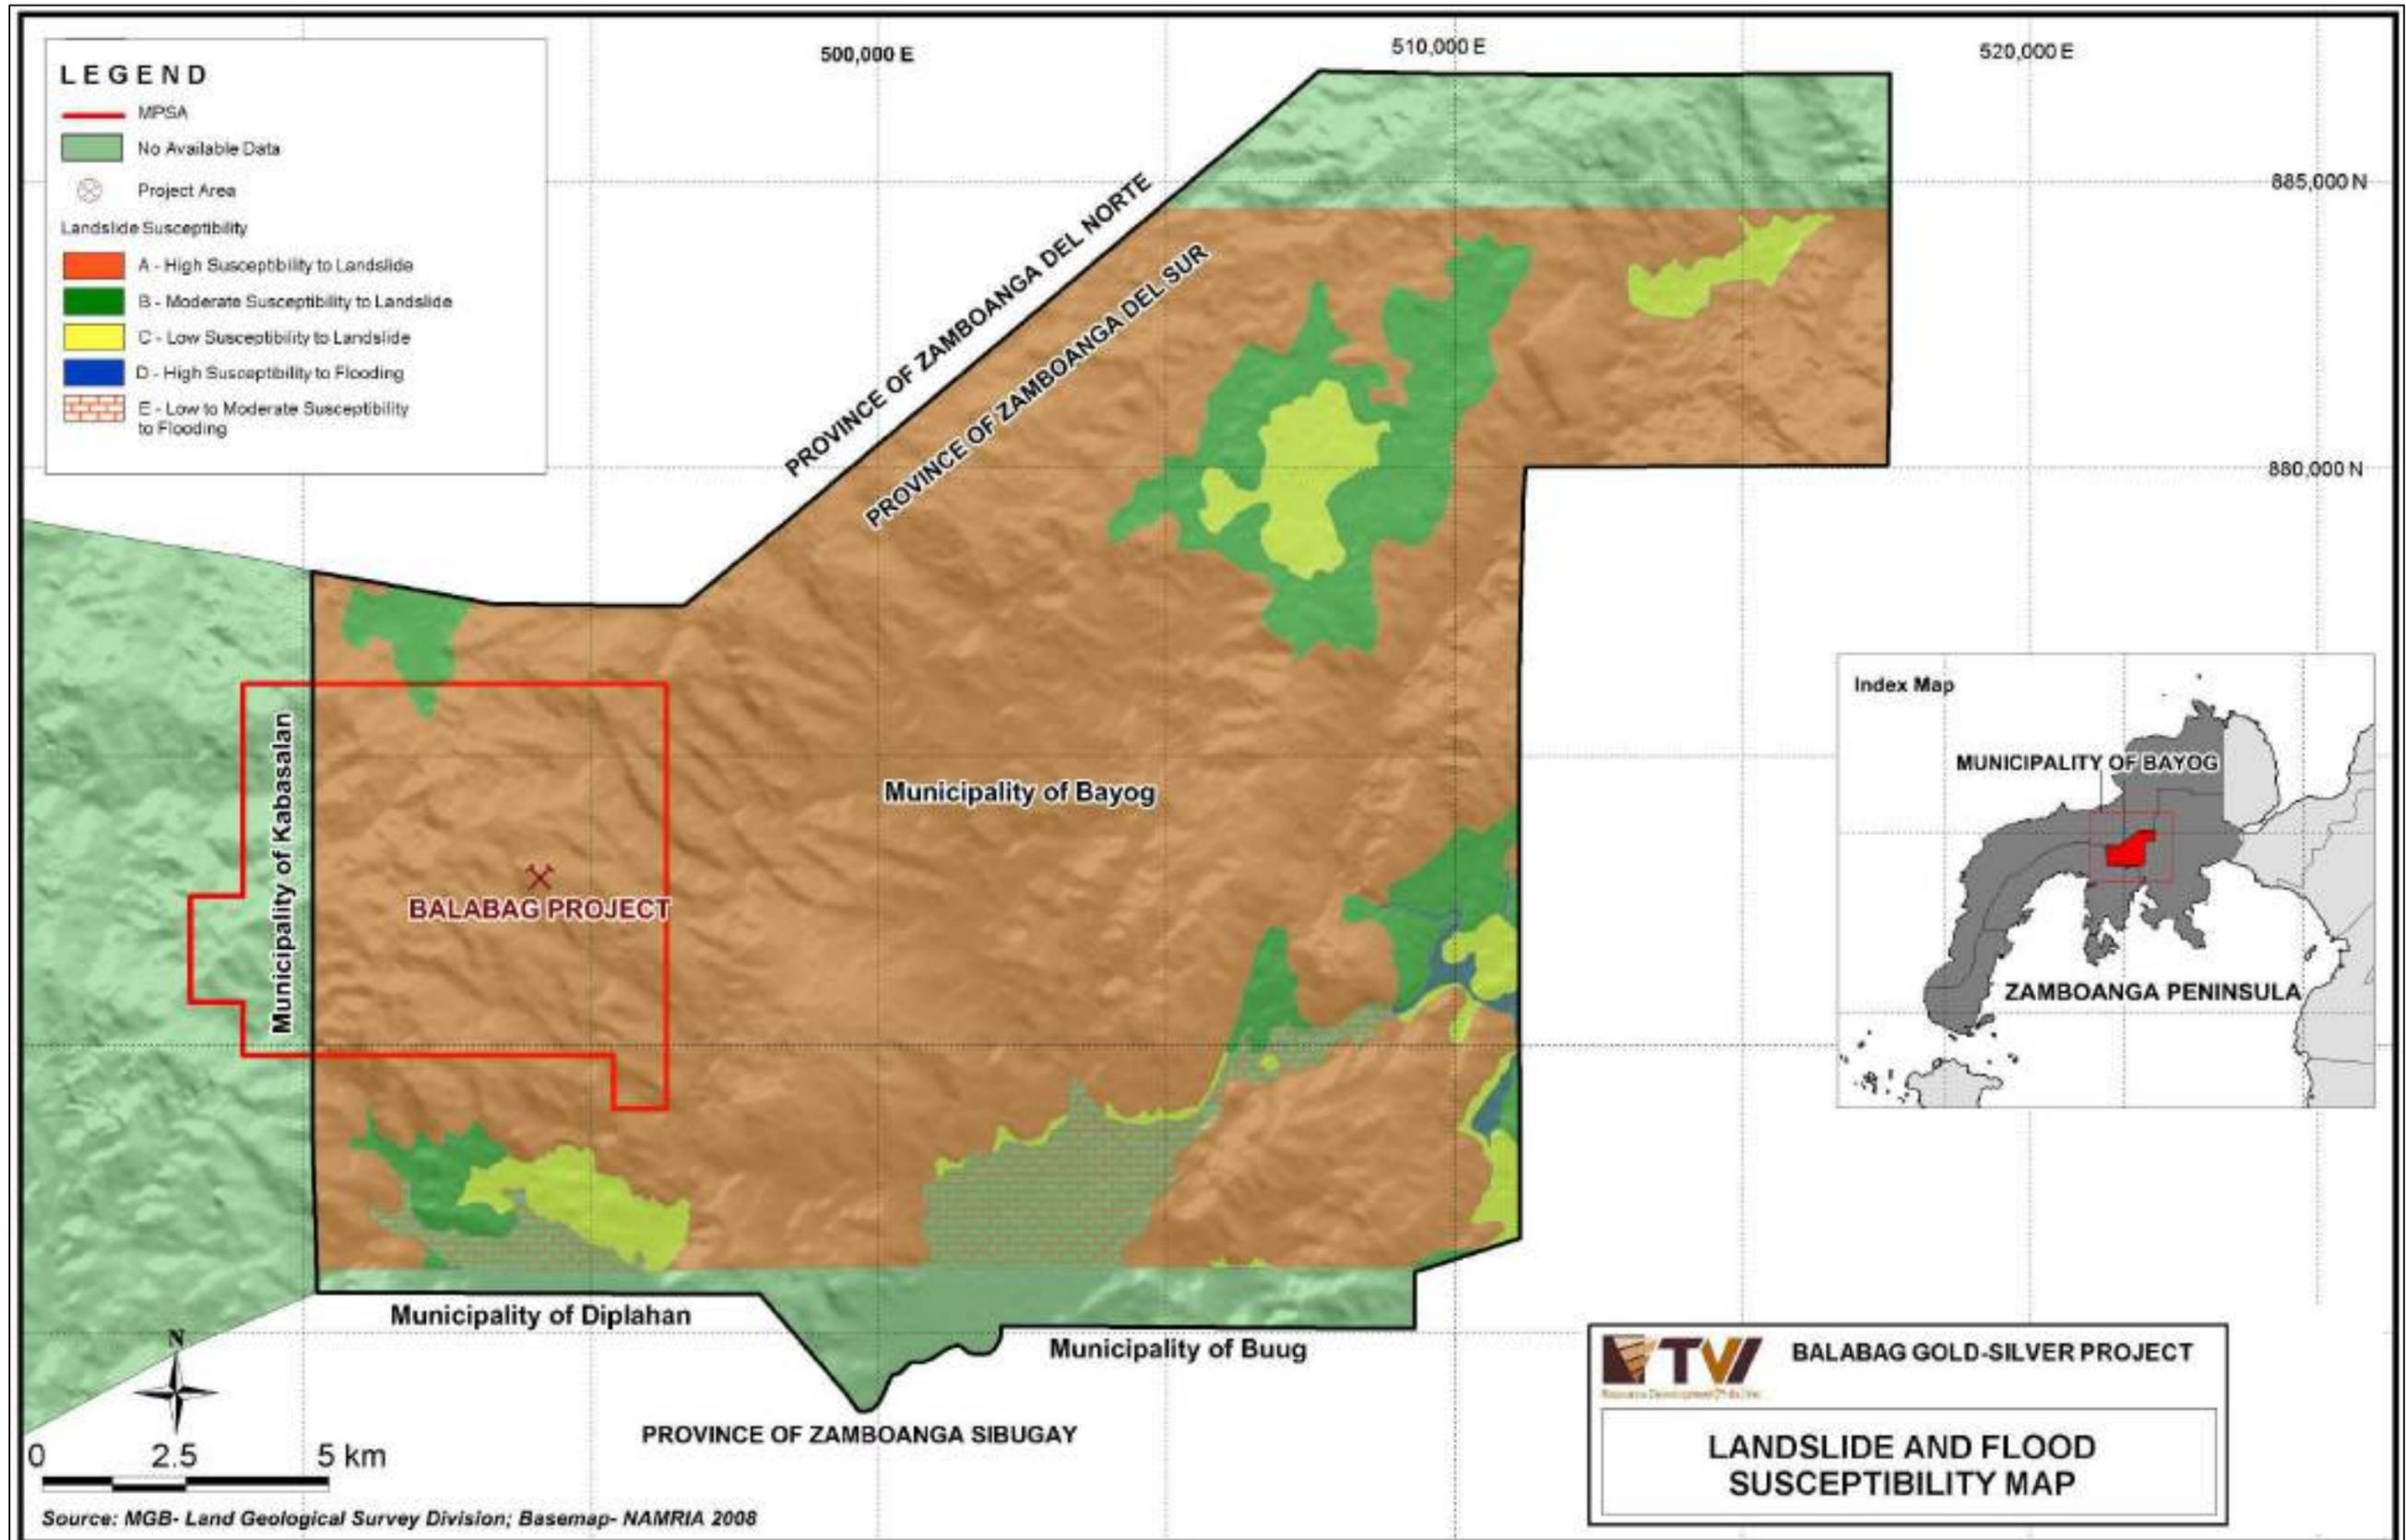 LEGEND
MPSA
No Available Data
Project Area
Landslide Susceptibility
A - High Susceptibility to Landslide
B - Moderate Susceptibility to Landslide
C - Low Susceptibility to Landslide
D - High Susceptibility to Flooding
E - Low to Moderate Susceptibility
to Flooding
500,000 E
510,000 E
520,000 E
885,000 N
880,000 N
PROVINCE OF ZAMBOANGA DEL NORTE
PROVINCE OF ZAMBOANGA DEL SUR
Municipality of Kabasalan
Municipality of Bayog
BALABAG PROJECT
Index Map
MUNICIPALITY OF BAYOG
ZAMBOANGA PENINSULA
Municipality of Diplahan
Municipality of Buug
PROVINCE OF ZAMBOANGA SIBUGAY
N
0 2.5 5 km
Source: MGB- Land Geological Survey Division; Basemap- NAMRIA 2008
TVI
Resource Development
BALABAG GOLD-SILVER PROJECT
LANDSLIDE AND FLOOD
SUSCEPTIBILITY MAP